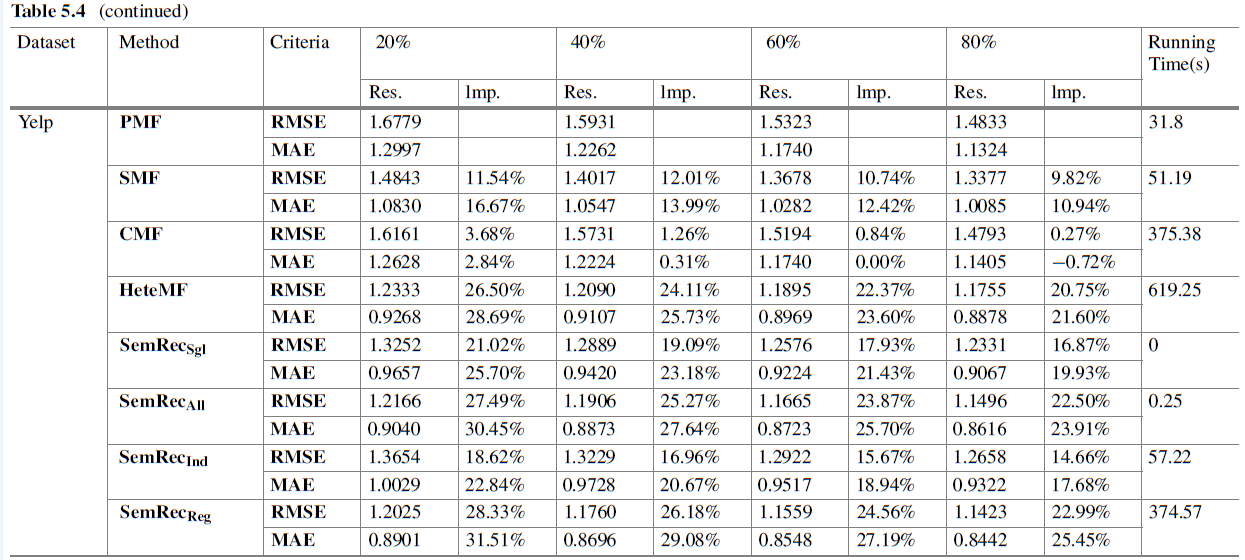 Table 5.4 (continued)
Dataset Method Criteria 20% 40% 60% 80% Running
Time(s)
Res. Imp. Res. Imp. Res. Imp. Res. Imp.
Yelp PMF RMSE 1.6779 1.5931 1.5323 1.4833 31.8
MAE 1.2997 1.2262 1.1740 1.1324
SMF RMSE 1.4843 11.54% 1.4017 12.01% 1.3678 10.74% 1.3377 9.82% 51.19
MAE 1.0830 16.67% 1.0547 13.99% 1.0282 12.42% 1.0085 10.94%
CMF RMSE 1.6161 3.68% 1.5731 1.26% 1.5194 0.84% 1.4793 0.27% 375.38
MAE 1.2628 2.84% 1.2224 0.31% 1.1740 0.00% 1.1405 −0.72%
HeteMF RMSE 1.2333 26.50% 1.2090 24.11% 1.1895 22.37% 1.1755 20.75% 619.25
MAE 0.9268 28.69% 0.9107 25.73% 0.8969 23.60% 0.8878 21.60%
SemRecSgl RMSE 1.3252 21.02% 1.2889 19.09% 1.2576 17.93% 1.2331 16.87% 0
MAE 0.9657 25.70% 0.9420 23.18% 0.9224 21.43% 0.9067 19.93%
SemRecAll RMSE 1.2166 27.49% 1.1906 25.27% 1.1665 23.87% 1.1496 22.50% 0.25
MAE 0.9040 30.45% 0.8873 27.64% 0.8723 25.70% 0.8616 23.91%
SemRecInd RMSE 1.3654 18.62% 1.3229 16.96% 1.2922 15.67% 1.2658 14.66% 57.22
MAE 1.0029 22.84% 0.9728 20.67% 0.9517 18.94% 0.9322 17.68%
SemRecReg RMSE 1.2025 28.33% 1.1760 26.18% 1.1559 24.56% 1.1423 22.99% 374.57
MAE 0.8901 31.51% 0.8696 29.08% 0.8548 27.19% 0.8442 25.45%